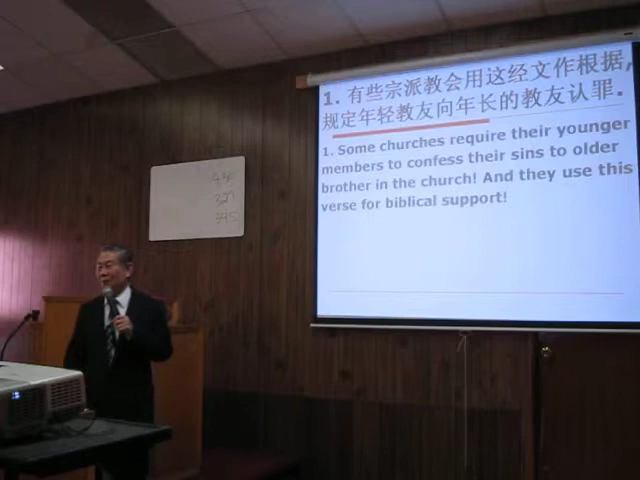 1. 有些宗派教会用这经文作根据,
规定年轻教友向年长的教友认罪.
1. Some churches require their younger
members to confess their sins to older
brother in the church! And they use this
verse for biblical support!